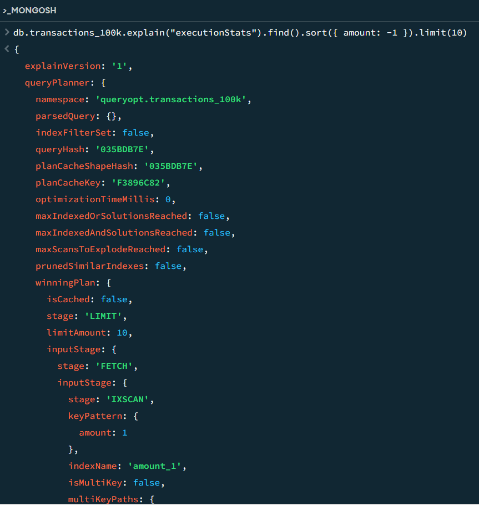 >_MONGOSH
> db.transactions_100k.explain("executionStats").find().sort({ amount: -1 }).limit(10)
< {
explainVersion: '1',
queryPlanner: {
namespace: 'queryopt.transactions_100k',
parsedQuery: {},
indexFilterSet: false,
queryHash: '035BDB7E',
planCacheShapeHash: '035BDB7E',
planCacheKey: 'F3896C82',
optimizationTimeMillis: 0,
maxIndexedOrSolutionsReached: false,
maxIndexedAndSolutionsReached: false,
maxScansToExplodeReached: false,
prunedSimilarIndexes: false,
winningPlan: {
isCached: false,
stage: 'LIMIT',
limitAmount: 10,
inputStage: {
stage: 'FETCH',
inputStage: {
stage: 'IXSCAN',
keyPattern: {
amount: 1
},
indexName: 'amount_1',
isMultiKey: false,
multiKeyPaths: {